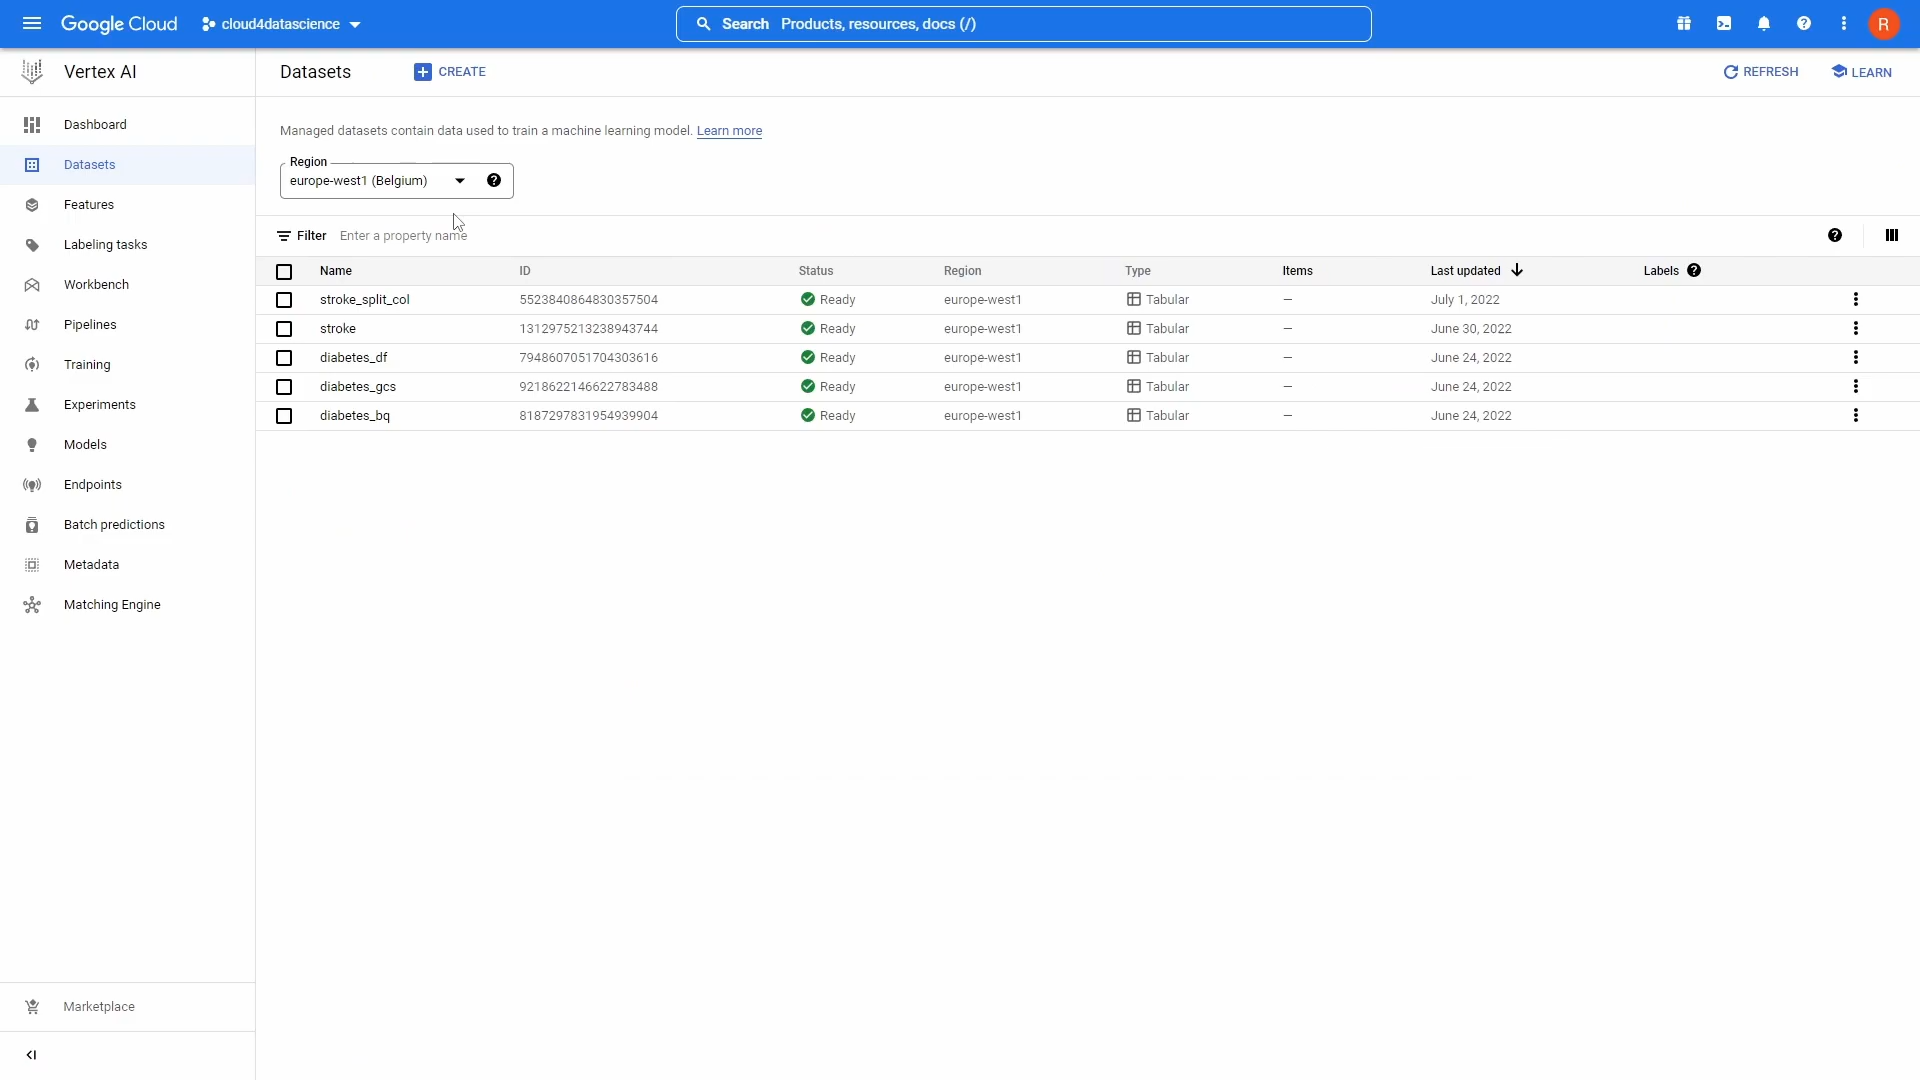 Google Cloud cloud4datascience Search Products, resources, docs (/) R
Vertex AI Datasets CREATE REFRESH LEARN
Dashboard
Datasets
Features
Labeling tasks
Workbench
Pipelines
Training
Experiments
Models
Endpoints
Batch predictions
Metadata
Matching Engine
Marketplace
Managed datasets contain data used to train a machine learning model. Learn more
Region
europe-west1 (Belgium)
Filter Enter a property name
Name ID Status Region Type Items Last updated Labels
stroke_split_col 5523840864830357504 Ready europe-west1 Tabular — July 1, 2022
stroke 1312975213238943744 Ready europe-west1 Tabular — June 30, 2022
diabetes_df 7948607051704303616 Ready europe-west1 Tabular — June 24, 2022
diabetes_gcs 9218622146622783488 Ready europe-west1 Tabular — June 24, 2022
diabetes_bq 8187297831954939904 Ready europe-west1 Tabular — June 24, 2022